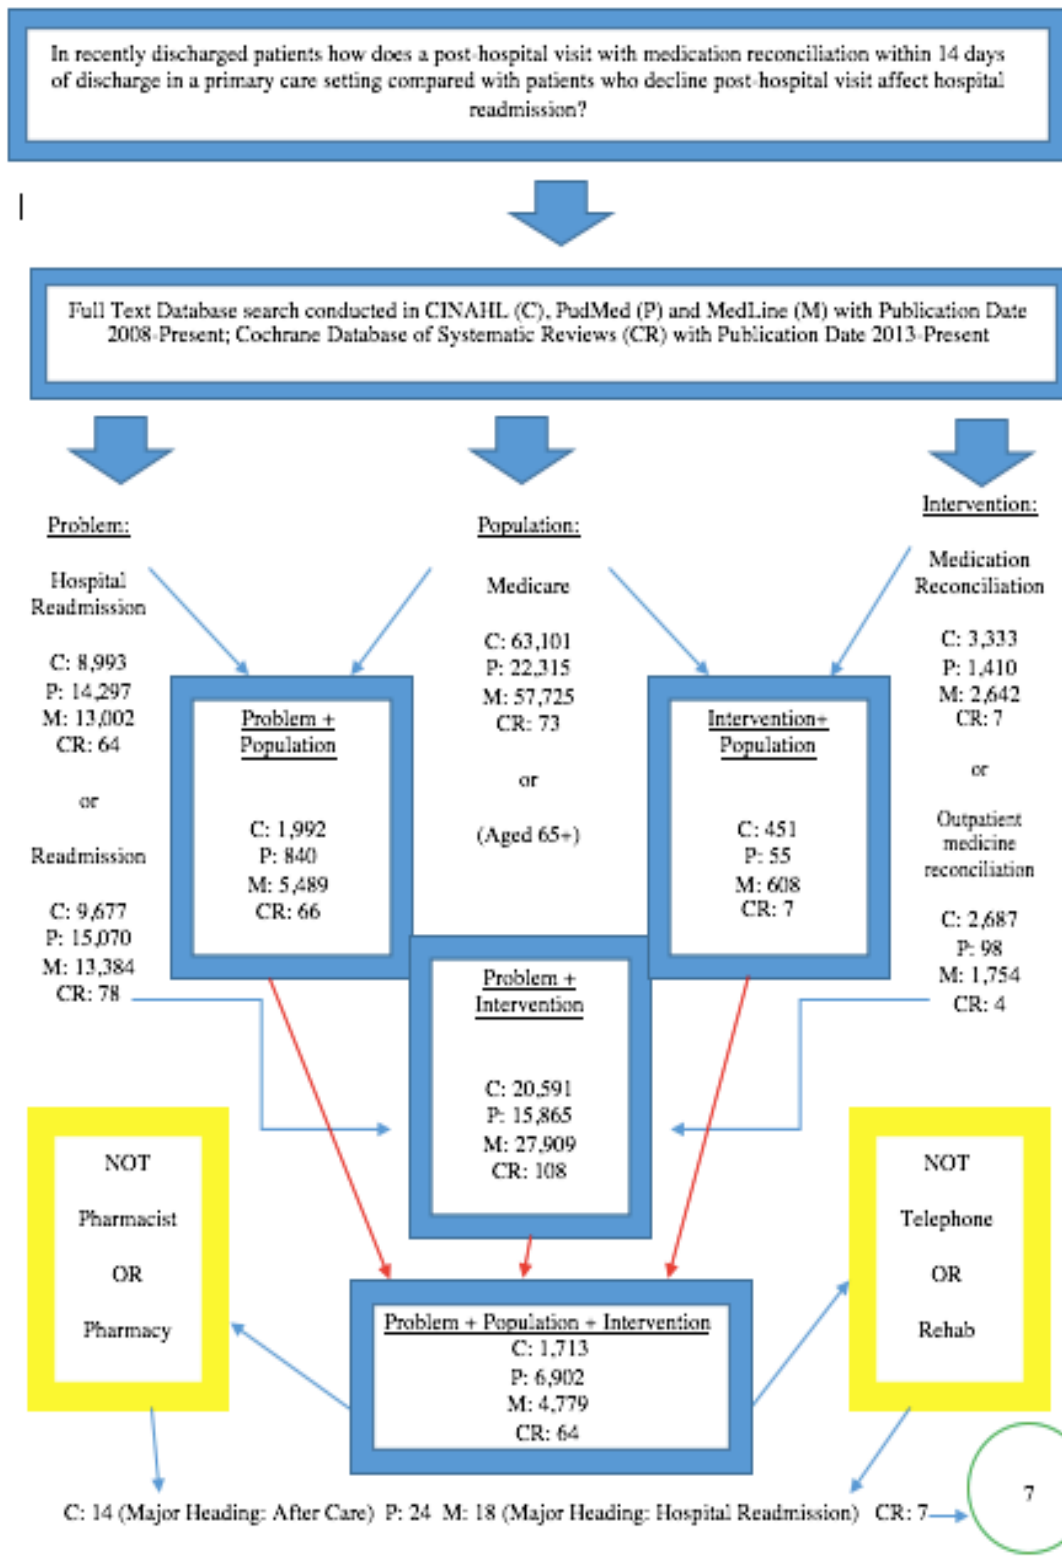 In recently discharged patients how does a post-hospital visit with medication reconciliation within 14 days
of discharge in a primary care setting compared with patients who decline post-hospital visit affect hospital
readmission?
Full Text Database search conducted in CINAHL (C), PudMed (P) and MedLine (M) with Publication Date
2008-Present; Cochrane Database of Systematic Reviews (CR) with Publication Date 2013-Present
Problem:
Hospital
Readmission
C: 8,993
P: 14,297
M: 13,002
CR: 64
or
Readmission
C: 9,677
P: 15,070
M: 13,384
CR: 78
Population:
Medicare
C: 63,101
P: 22,315
M: 57,725
CR: 73
or
(Aged 65+)
Intervention:
Medication
Reconciliation
C: 3,333
P: 1,410
M: 2,642
CR: 7
or
Outpatient
medicine
reconciliation
C: 2,687
P: 98
M: 1,754
CR: 4
Problem +
Population
C: 1,992
P: 840
M: 5,489
CR: 66
Intervention+
Population
C: 451
P: 55
M: 608
CR: 7
Problem +
Intervention
C: 20,591
P: 15,865
M: 27,909
CR: 108
NOT
Pharmacist
OR
Pharmacy
NOT
Telephone
OR
Rehab
Problem + Population + Intervention
C: 1,713
P: 6,902
M: 4,779
CR: 64
C: 14 (Major Heading: After Care) P: 24 M: 18 (Major Heading: Hospital Readmission) CR: 7
7